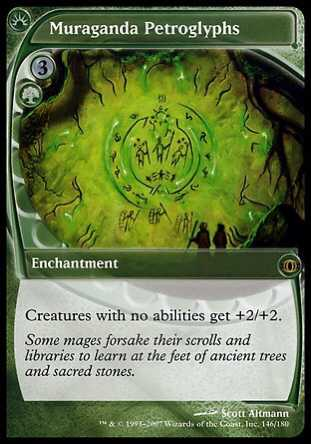 Muraganda Petroglyphs
3
Enchantment
Creatures with no abilities get +2/+2.
Some mages forsake their scrolls and
libraries to learn at the feet of ancient trees
and sacred stones.
Scott Altmann
™ & © 1993-2007 Wizards of the Coast, Inc. 146/180